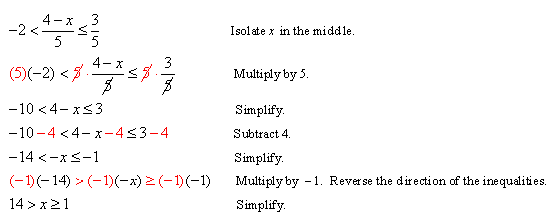 −2 < (4−x)/5 ≤ 3/5 Isolate x in the middle.
(5)(−2) < 5 · (4−x)/5 ≤ 5 · 3/5 Multiply by 5.
−10 < 4−x ≤ 3 Simplify.
−10−4 < 4−x−4 ≤ 3−4 Subtract 4.
−14 < −x ≤ −1 Simplify.
(−1)(−14) > (−1)(−x) ≥ (−1)(−1) Multiply by −1. Reverse the direction of the inequalities.
14 > x ≥ 1 Simplify.